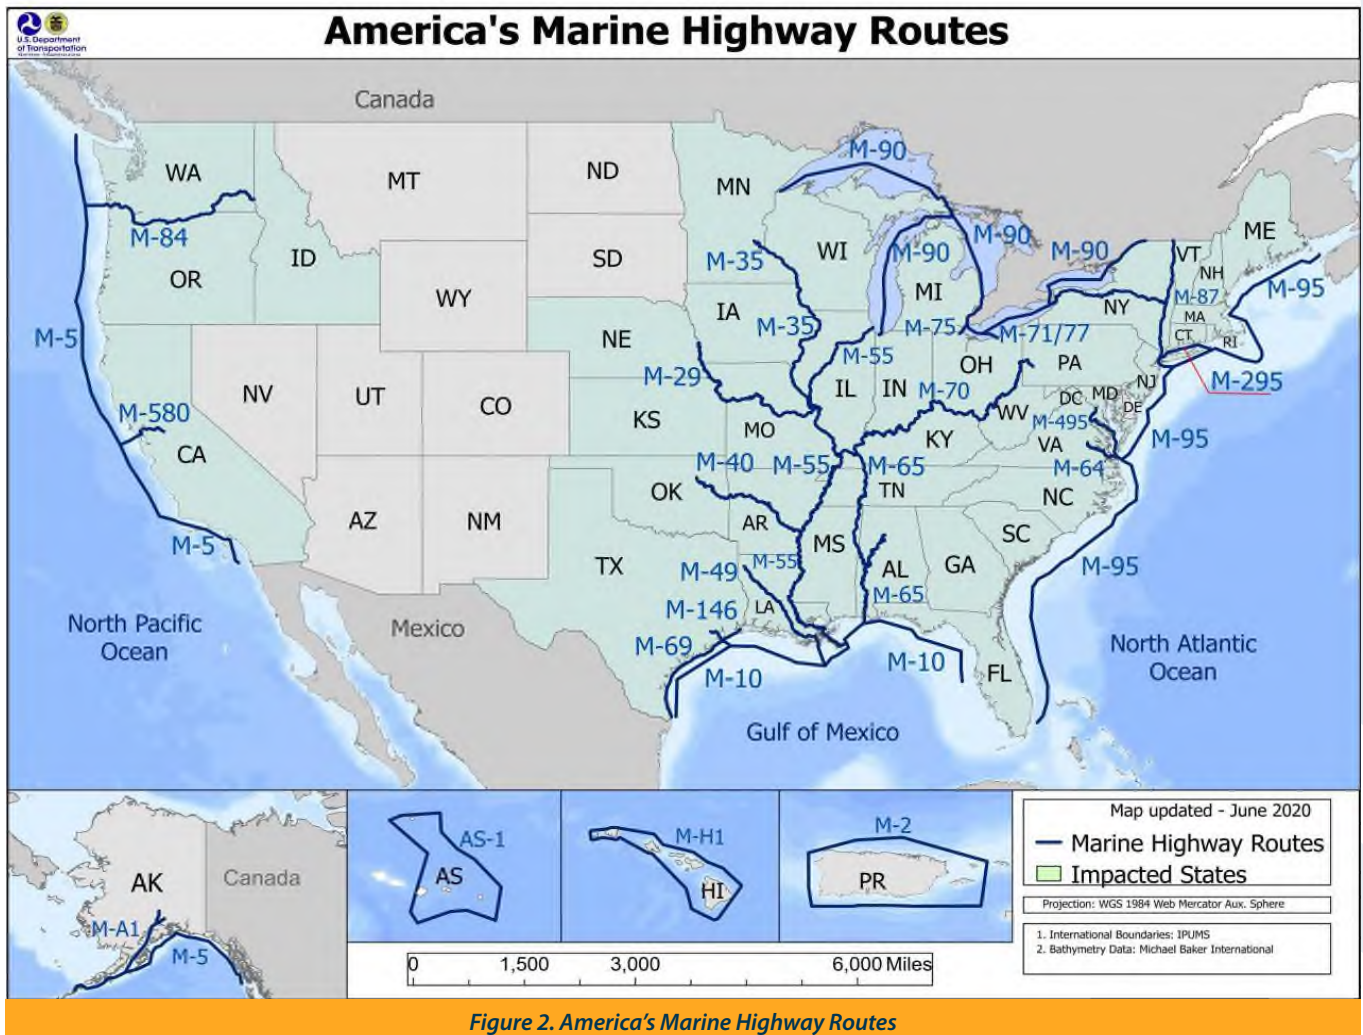 America's Marine Highway Routes
U.S. Department
of Transportation
Canada
M-90
WA
MT
ND
MN
ME
M-84
M-90
M-90
M-90
VT
OR
ID
SD
M-35
WI
NH
WY
MI
M-87
M-95
IA
NY
MA
M-5
NE
M-35
M-75
M-71/77
CT
RI
M-55
OH
PA
M-29
NV
UT
CO
IL
IN
M-70
NJ
M-295
DC
MD
DE
M-580
KS
MO
WV
M-495
M-95
CA
KY
VA
M-40
M-55
M-65
M-64
OK
TN
NC
AZ
NM
AR
MS
SC
M-5
TX
M-49
M-55
AL
GA
M-95
M-65
M-146
LA
North Pacific
Ocean
Mexico
M-69
M-10
M-10
FL
North Atlantic
Ocean
Gulf of Mexico
AK
Canada
M-A1
M-5
AS-1
AS
M-H1
HI
M-2
PR
Map updated - June 2020
Marine Highway Routes
Impacted States
Projection: WGS 1984 Web Mercator Aux. Sphere
1. International Boundaries: IPUMS
2. Bathymetry Data: Michael Baker International
0 1,500 3,000 6,000 Miles
Figure 2. America's Marine Highway Routes